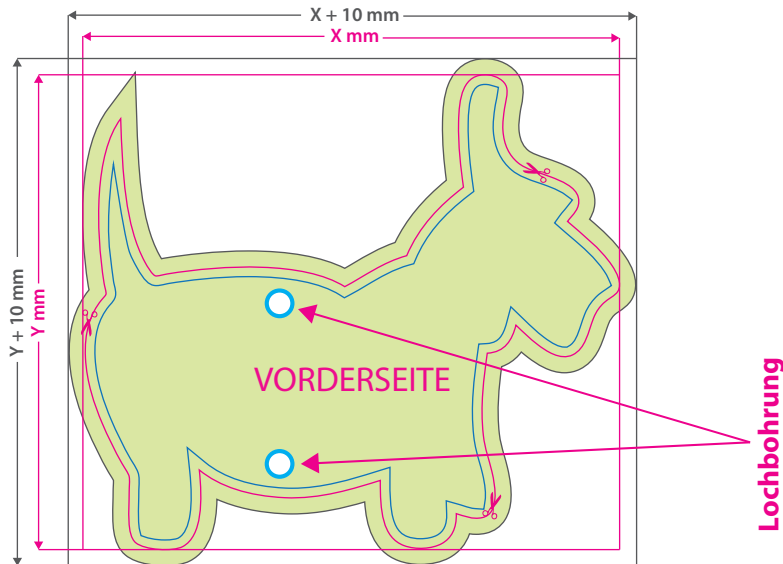 X + 10 mm
X mm
Y + 10 mm
Y mm
VORDERSEITE
Lochbohrung